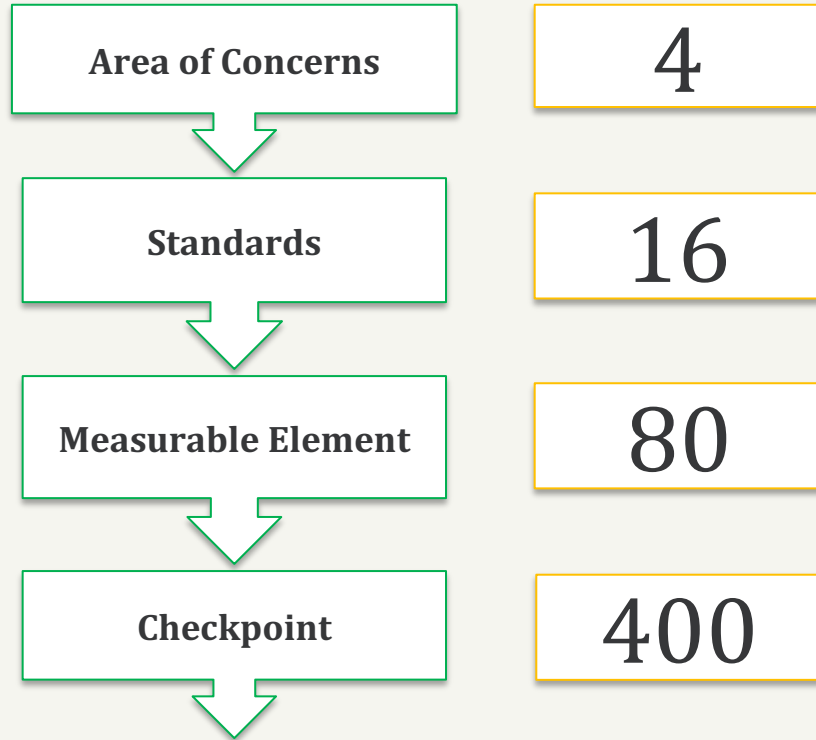 Area of Concerns
4
Standards
16
Measurable Element
80
Checkpoint
400